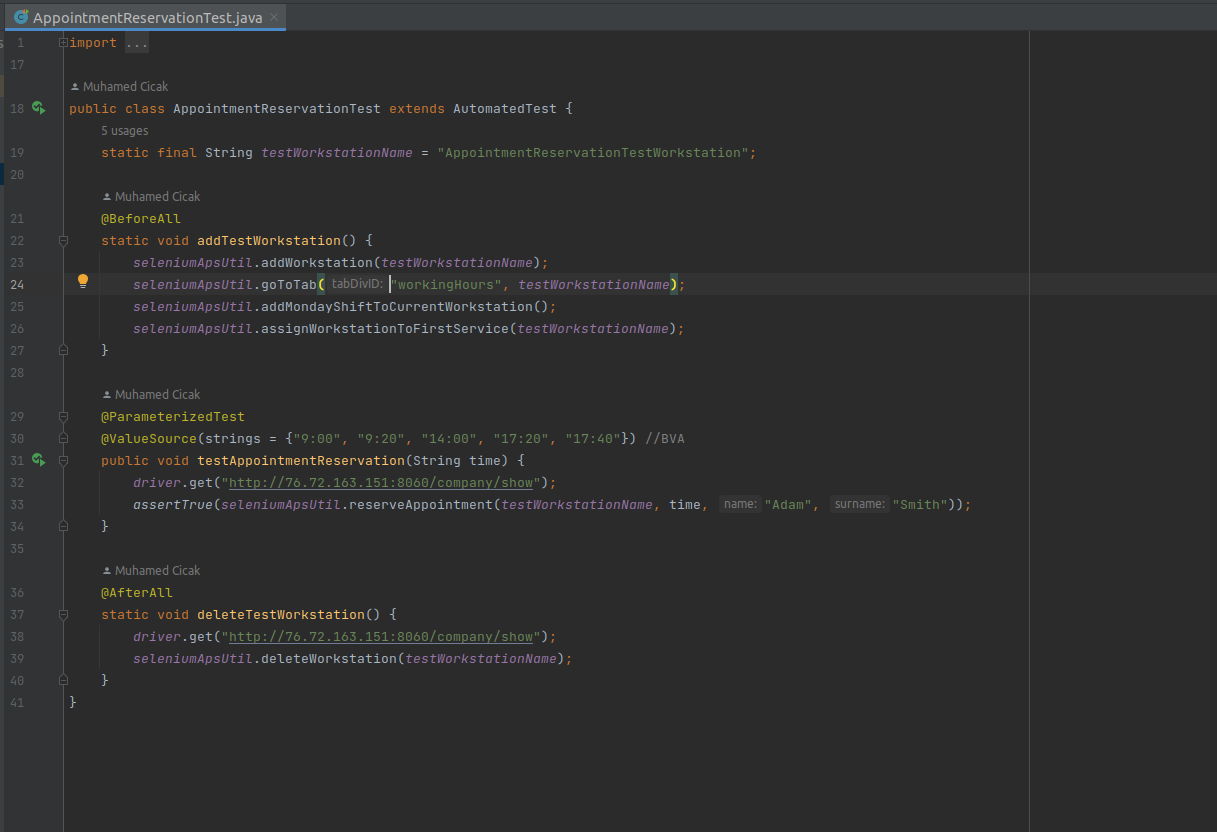 AppointmentReservationTest.java
1 import ...
17
Muhamed Cicak
18 public class AppointmentReservationTest extends AutomatedTest {
5 usages
19 static final String testWorkstationName = "AppointmentReservationTestWorkstation";
20
Muhamed Cicak
21 @BeforeAll
22 static void addTestWorkstation() {
23 seleniumApsUtil.addWorkstation(testWorkstationName);
24 seleniumApsUtil.goToTab( tabDivID: "workingHours", testWorkstationName);
25 seleniumApsUtil.addMondayShiftToCurrentWorkstation();
26 seleniumApsUtil.assignWorkstationToFirstService(testWorkstationName);
27 }
28
Muhamed Cicak
29 @ParameterizedTest
30 @ValueSource(strings = {"9:00", "9:20", "14:00", "17:20", "17:40"}) //BVA
31 public void testAppointmentReservation(String time) {
32 driver.get("http://76.72.163.151:8060/company/show");
33 assertTrue(seleniumApsUtil.reserveAppointment(testWorkstationName, time, name: "Adam", surname: "Smith"));
34 }
35
Muhamed Cicak
36 @AfterAll
37 static void deleteTestWorkstation() {
38 driver.get("http://76.72.163.151:8060/company/show");
39 seleniumApsUtil.deleteWorkstation(testWorkstationName);
40 }
41 }